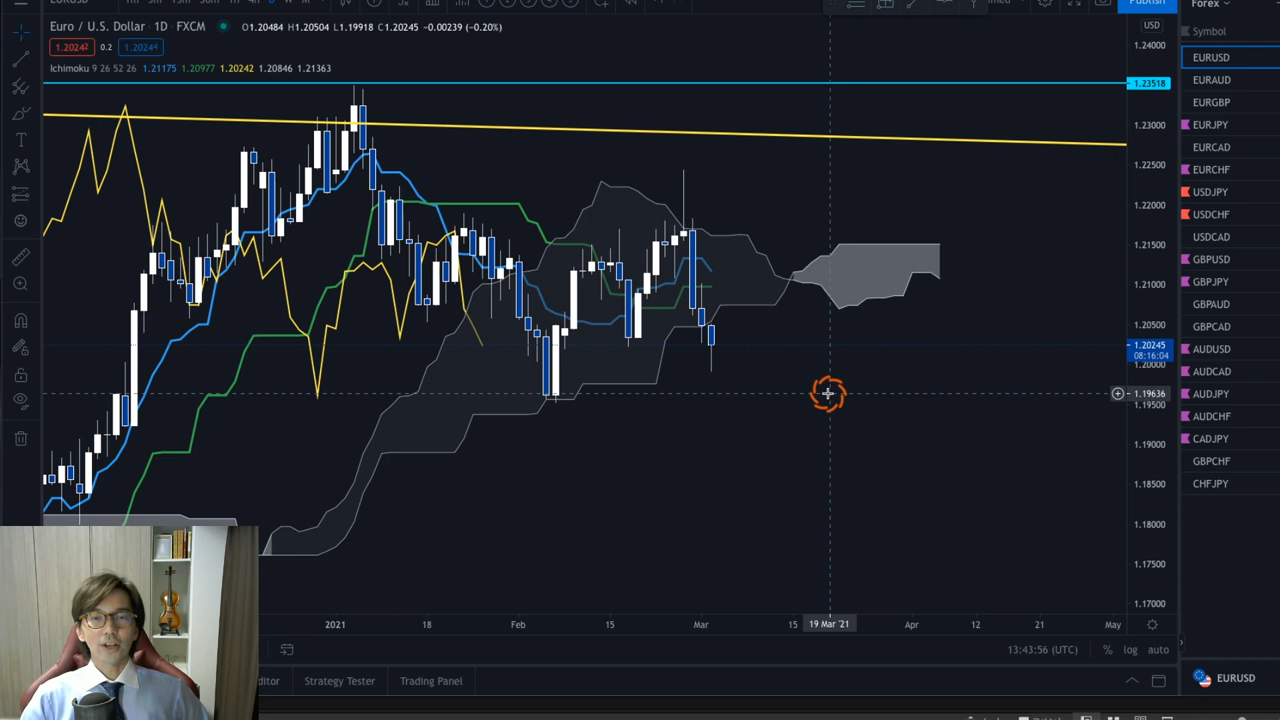 Publish
Forex
Euro / U.S. Dollar · 1D · FXCM O1.20484 H1.20504 L1.19918 C1.20245 -0.00239 (-0.20%)
1.20242 0.2 1.20244
Ichimoku 9 26 52 26 1.21175 1.20977 1.20242 1.20846 1.21363
USD
1.24000
1.23518
1.23000
1.22500
1.22000
1.21500
1.21000
1.20500
1.20245
08:16:04
1.20000
1.19636
1.19500
1.19000
1.18500
1.18000
1.17500
1.17000
Symbol
EURUSD
EURAUD
EURGBP
EURJPY
EURCAD
EURCHF
USDJPY
USDCHF
USDCAD
GBPUSD
GBPJPY
GBPAUD
GBPCAD
AUDUSD
AUDCAD
AUDJPY
AUDCHF
CADJPY
GBPCHF
CHFJPY
2021 18 Feb 15 Mar 15 19 Mar '21 Apr 12 21 May
13:43:56 (UTC) % log auto
Strategy Tester Trading Panel
EURUSD